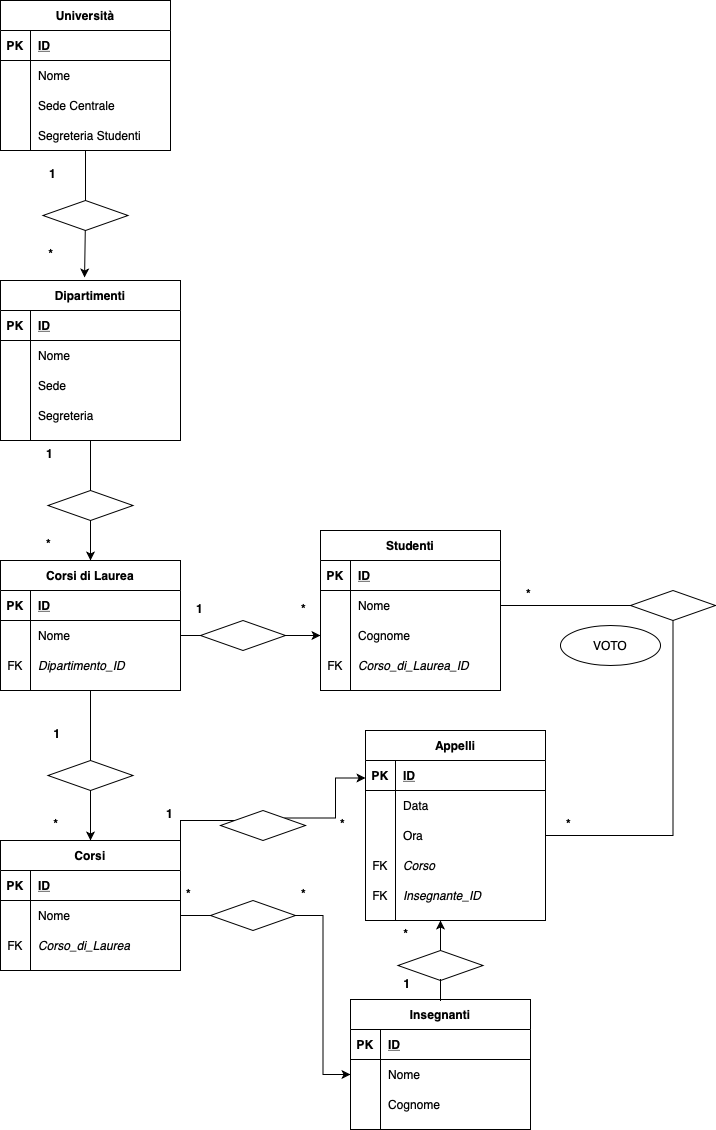 Università
PK ID
Nome
Sede Centrale
Segreteria Studenti
1
*
Dipartimenti
PK ID
Nome
Sede
Segreteria
1
*
Corsi di Laurea
PK ID
Nome
FK Dipartimento_ID
1 *
Studenti
PK ID
Nome
Cognome
FK Corso_di_Laurea_ID
*
VOTO
*
1
*
Corsi
PK ID
Nome
FK Corso_di_Laurea
1 *
Appelli
PK ID
Data
Ora
FK Corso
FK Insegnante_ID
* *
*
1
Insegnanti
PK ID
Nome
Cognome